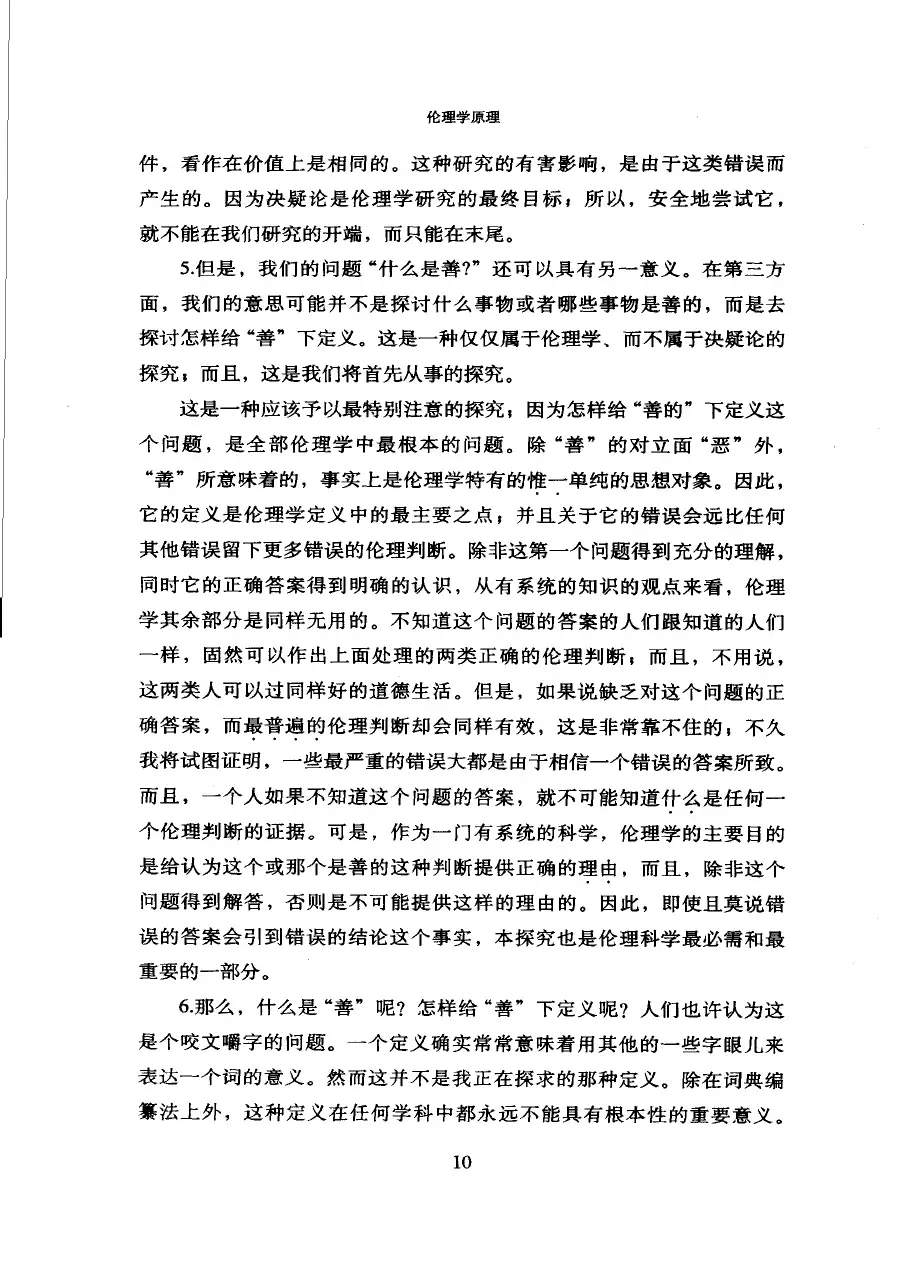 伦理学原理
件，看作在价值上是相同的。这种研究的有害影响，是由于这类错误而
产生的。因为决疑论是伦理学研究的最终目标；所以，安全地尝试它，
就不能在我们研究的开端，而只能在末尾。
5.但是，我们的问题“什么是善?”还可以具有另一意义。在第三方
面，我们的意思可能并不是探讨什么事物或者哪些事物是善的，而是去
探讨怎样给“善”下定义。这是一种仅仅属于伦理学、而不属于决疑论的
探究；而且，这是我们将首先从事的探究。
这是一种应该予以最特别注意的探究；因为怎样给“善的”下定义这
个问题，是全部伦理学中最根本的问题。除“善”的对立面“恶”外，
“善”所意味着的，事实上是伦理学特有的惟一单纯的思想对象。因此，
它的定义是伦理学定义中的最主要之点；并且关于它的错误会远比任何
其他错误留下更多错误的伦理判断。除非这第一个问题得到充分的理解，
同时它的正确答案得到明确的认识，从有系统的知识的观点来看，伦理
学其余部分是同样无用的。不知道这个问题的答案的人们跟知道的人们
一样，固然可以作出上面处理的两类正确的伦理判断；而且，不用说，
这两类人可以过同样好的道德生活。但是，如果说缺乏对这个问题的正
确答案，而最普遍的伦理判断却会同样有效，这是非常靠不住的；不久
我将试图证明，一些最严重的错误大都是由于相信一个错误的答案所致。
而且，一个人如果不知道这个问题的答案，就不可能知道什么是任何一
个伦理判断的证据。可是，作为一门有系统的科学，伦理学的主要目的
是给认为这个或那个是善的这种判断提供正确的理由，而且，除非这个
问题得到解答，否则是不可能提供这样的理由的。因此，即使且莫说错
误的答案会引到错误的结论这个事实，本探究也是伦理科学最必需和最
重要的一部分。
6.那么，什么是“善”呢？怎样给“善”下定义呢？人们也许认为这
是个咬文嚼字的问题。一个定义确实常常意味着用其他的一些字眼儿来
表达一个词的意义。然而这并不是我正在探求的那种定义。除在词典编
纂法上外，这种定义在任何学科中都永远不能具有根本性的重要意义。
10